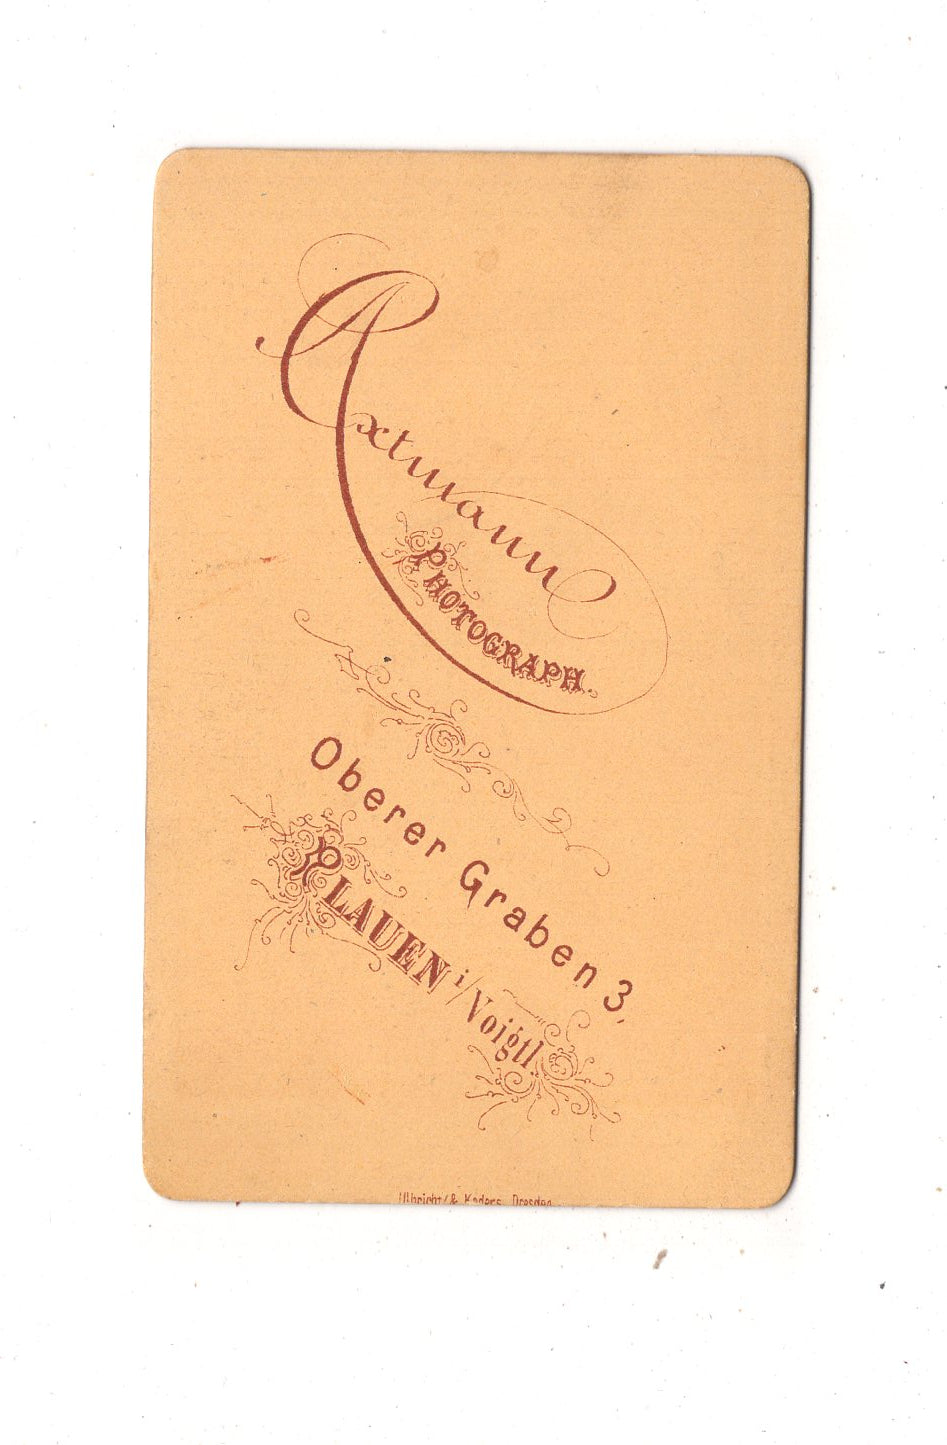 Axtmann
PHOTOGRAPH.
Oberer Graben 3,
PLAUEN i/Voigtl.
Ulbricht & Kaders, Dresden.